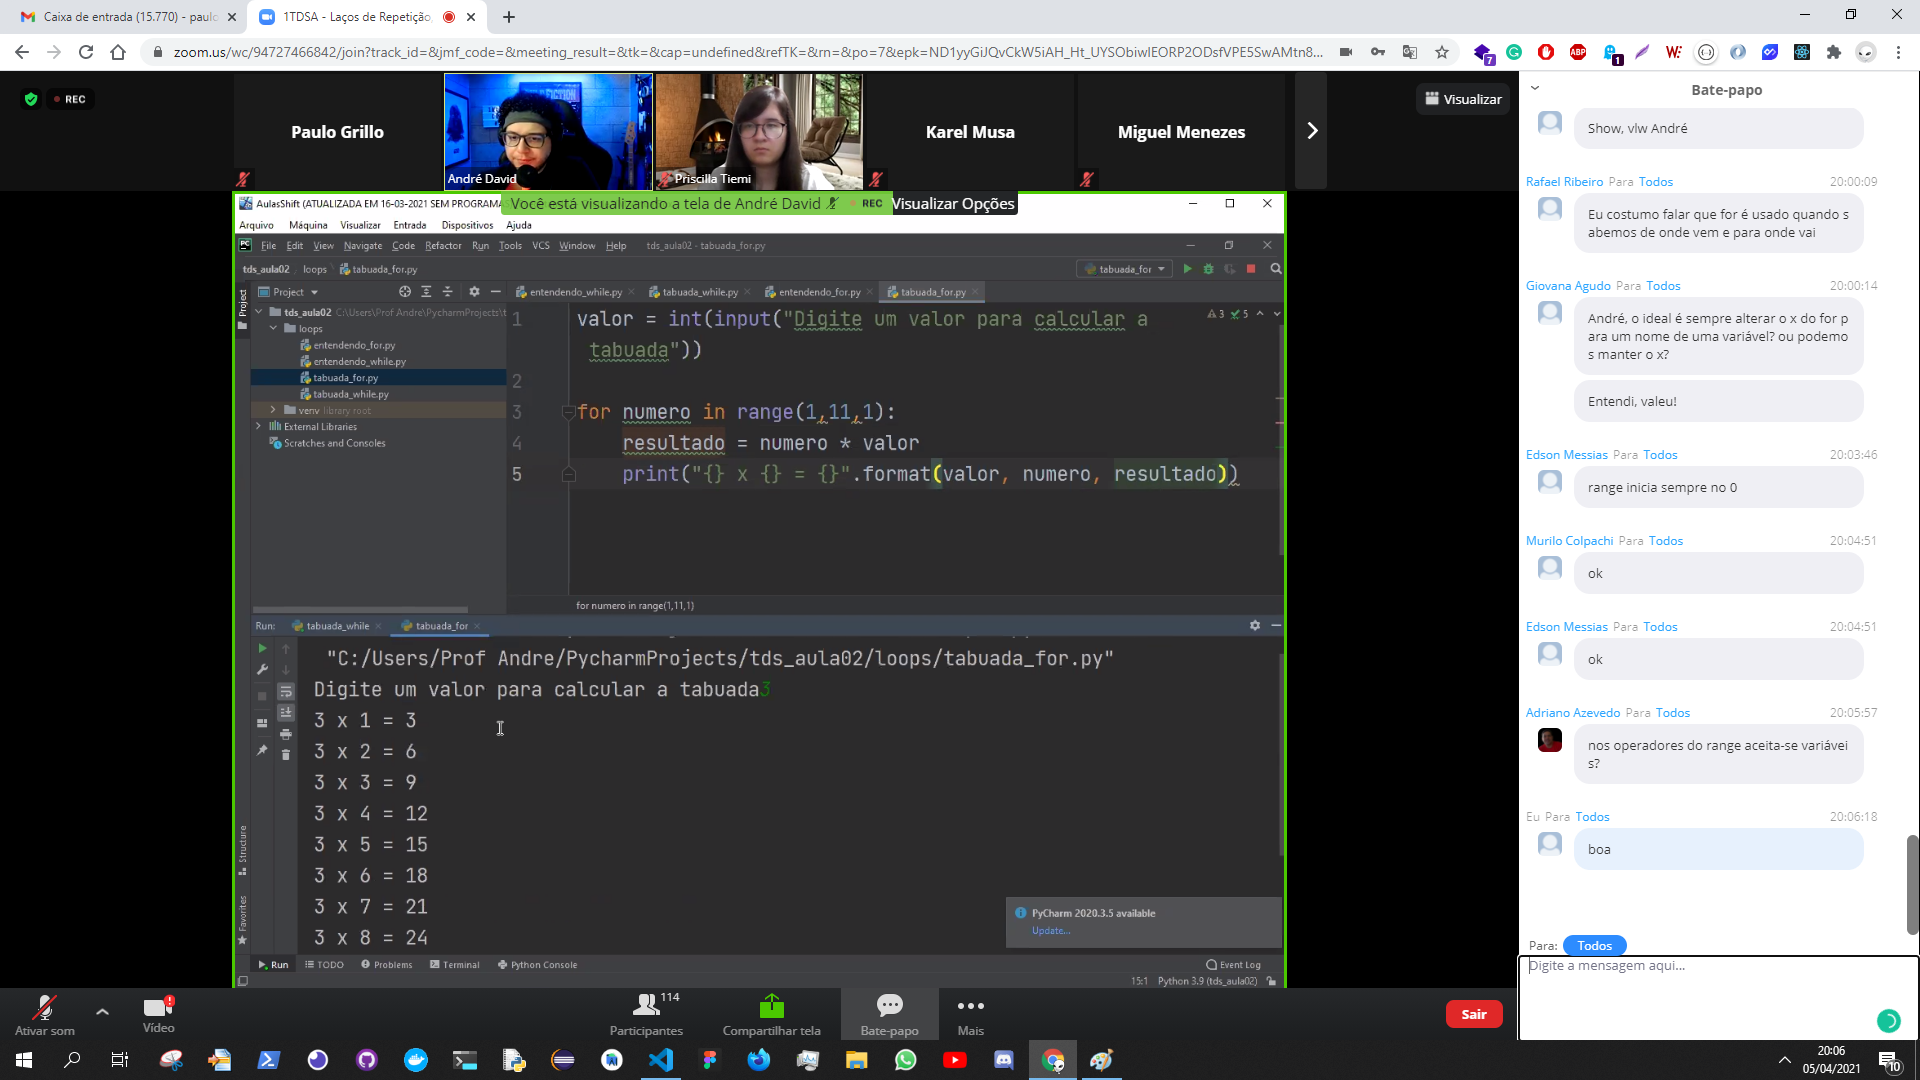 Caixa de entrada (15.770) - paulo
1TDSA - Laços de Repetição,
zoom.us/wc/94727466842/join?track_id=&jmf_code=&meeting_result=&tk=&cap=undefined&refTK=&rn=&po=7&epk=ND1yyGiJQvCkW5iAH_Ht_UYSObiwIEORP2ODsfVPE5SwAMtn8...
7
ABP
1
REC
Paulo Grillo
André David
Priscilla Tiemi
Karel Musa
Miguel Menezes
Visualizar
AulasShift (ATUALIZADA EM 16-03-2021 SEM PROGRAMA
Você está visualizando a tela de André David
REC
Visualizar Opções
Arquivo Máquina Visualizar Entrada Dispositivos Ajuda
PC File Edit View Navigate Code Refactor Run Tools VCS Window Help tds_aula02 - tabuada_for.py
tds_aula02 loops tabuada_for.py
tabuada_for
Project
Project
entendendo_while.py tabuada_while.py entendendo_for.py tabuada_for.py
tds_aula02 C:\Users\Prof Andre\PycharmProjects\t
loops
entendendo_for.py
entendendo_while.py
tabuada_for.py
tabuada_while.py
venv library root
External Libraries
Scratches and Consoles
3 5
1 valor = int(input("Digite um valor para calcular a
tabuada"))
2
3 for numero in range(1,11,1):
4 resultado = numero * valor
5 print("{} x {} = {}".format(valor, numero, resultado))
for numero in range(1,11,1)
Run: tabuada_while tabuada_for
"C:/Users/Prof Andre/PycharmProjects/tds_aula02/loops/tabuada_for.py"
Digite um valor para calcular a tabuada3
3 x 1 = 3
3 x 2 = 6
3 x 3 = 9
3 x 4 = 12
3 x 5 = 15
3 x 6 = 18
3 x 7 = 21
3 x 8 = 24
Structure
Favorites
PyCharm 2020.3.5 available
Update...
Run TODO Problems Terminal Python Console Event Log
15:1 Python 3.9 (tds_aula02)
Bate-papo
Show, vlw André
Rafael Ribeiro Para Todos 20:00:09
Eu costumo falar que for é usado quando s
abemos de onde vem e para onde vai
Giovana Agudo Para Todos 20:00:14
André, o ideal é sempre alterar o x do for p
ara um nome de uma variável? ou podemo
s manter o x?
Entendi, valeu!
Edson Messias Para Todos 20:03:46
range inicia sempre no 0
Murilo Colpachi Para Todos 20:04:51
ok
Edson Messias Para Todos 20:04:51
ok
Adriano Azevedo Para Todos 20:05:57
nos operadores do range aceita-se variávei
s?
Eu Para Todos 20:06:18
boa
Para: Todos
Digite a mensagem aqui...
Ativar som
Vídeo
114
Participantes
Compartilhar tela
Bate-papo
Mais
Sair
20:06
05/04/2021
10